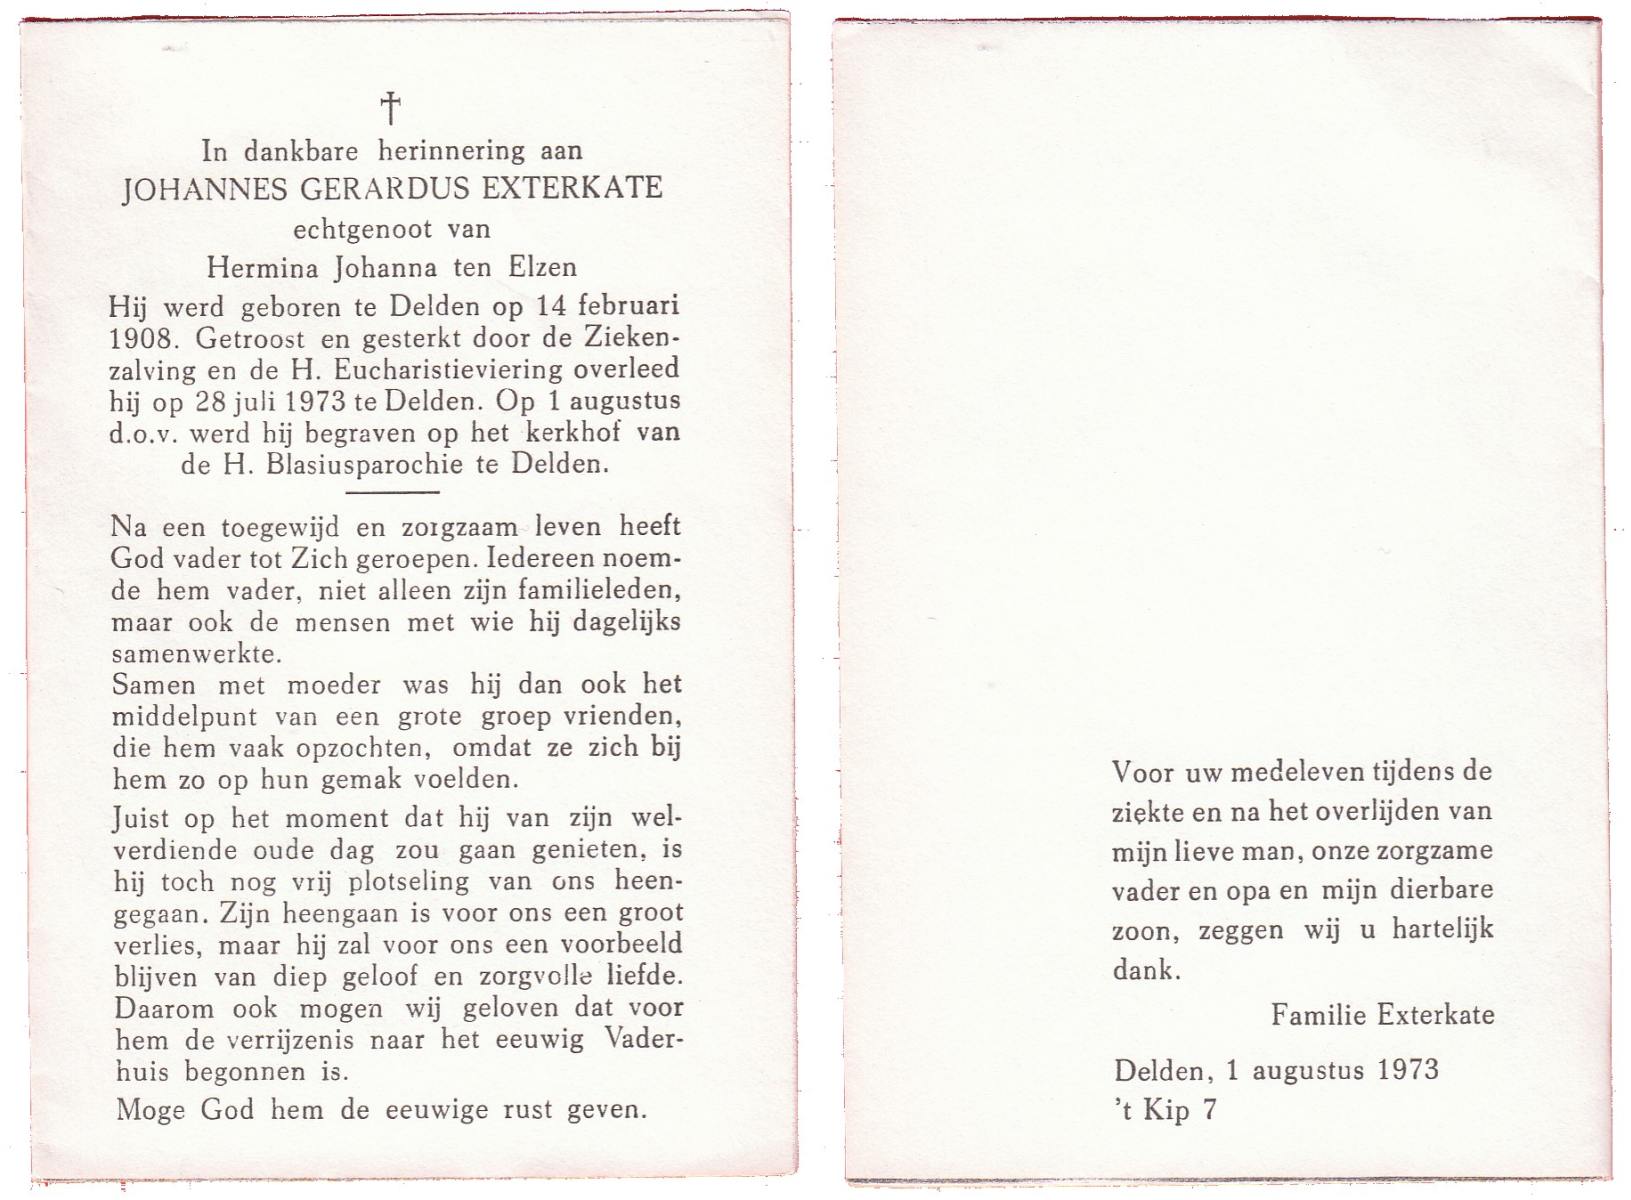 †
In dankbare herinnering aan
JOHANNES GERARDUS EXTERKATE
echtgenoot van
Hermina Johanna ten Elzen
Hij werd geboren te Delden op 14 februari
1908. Getroost en gesterkt door de Zieken-
zalving en de H. Eucharistieviering overleed
hij op 28 juli 1973 te Delden. Op 1 augustus
d.o.v. werd hij begraven op het kerkhof van
de H. Blasiusparochie te Delden.
Na een toegewijd en zorgzaam leven heeft
God vader tot Zich geroepen. Iedereen noem-
de hem vader, niet alleen zijn familieleden,
maar ook de mensen met wie hij dagelijks
samenwerkte.
Samen met moeder was hij dan ook het
middelpunt van een grote groep vrienden,
die hem vaak opzochten, omdat ze zich bij
hem zo op hun gemak voelden.
Juist op het moment dat hij van zijn wel-
verdiende oude dag zou gaan genieten, is
hij toch nog vrij plotseling van ons heen-
gegaan. Zijn heengaan is voor ons een groot
verlies, maar hij zal voor ons een voorbeeld
blijven van diep geloof en zorgvolle liefde.
Daarom ook mogen wij geloven dat voor
hem de verrijzenis naar het eeuwig Vader-
huis begonnen is.
Moge God hem de eeuwige rust geven.
Voor uw medeleven tijdens de
ziekte en na het overlijden van
mijn lieve man, onze zorgzame
vader en opa en mijn dierbare
zoon, zeggen wij u hartelijk
dank.
Familie Exterkate
Delden, 1 augustus 1973
't Kip 7